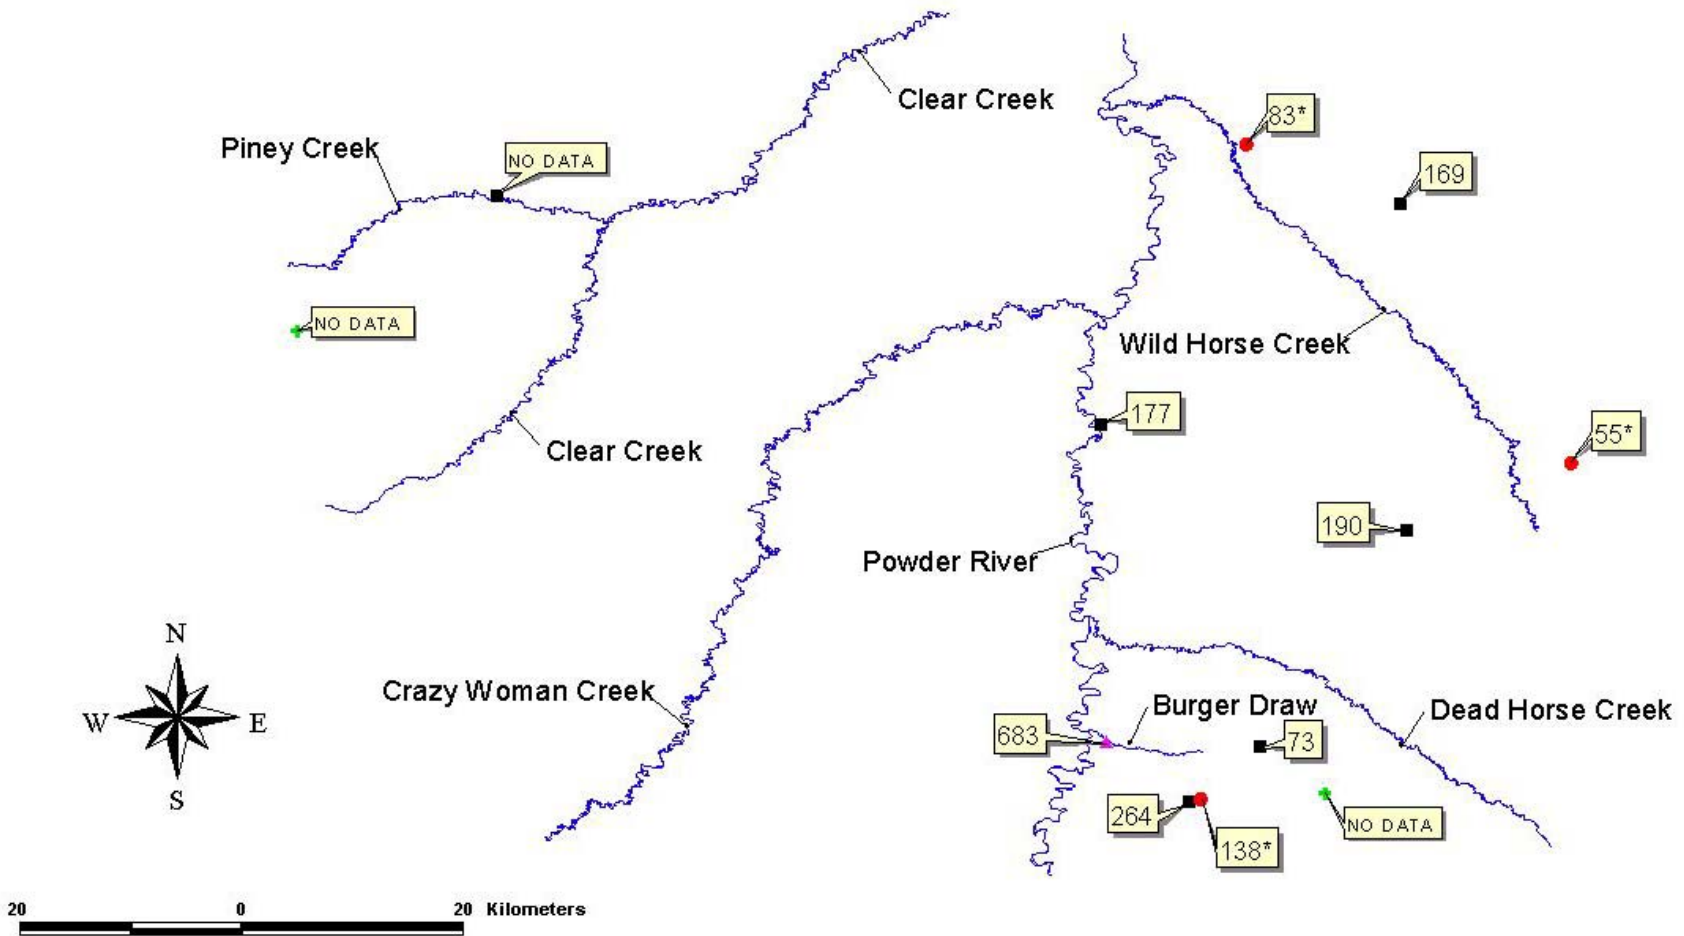 Clear Creek
83*
Piney Creek
NO DATA
169
NO DATA
Wild Horse Creek
177
55*
Clear Creek
190
Powder River
N
Crazy Woman Creek
Burger Draw
Dead Horse Creek
W
E
683
73
S
264
NO DATA
138*
20
0
20 Kilometers